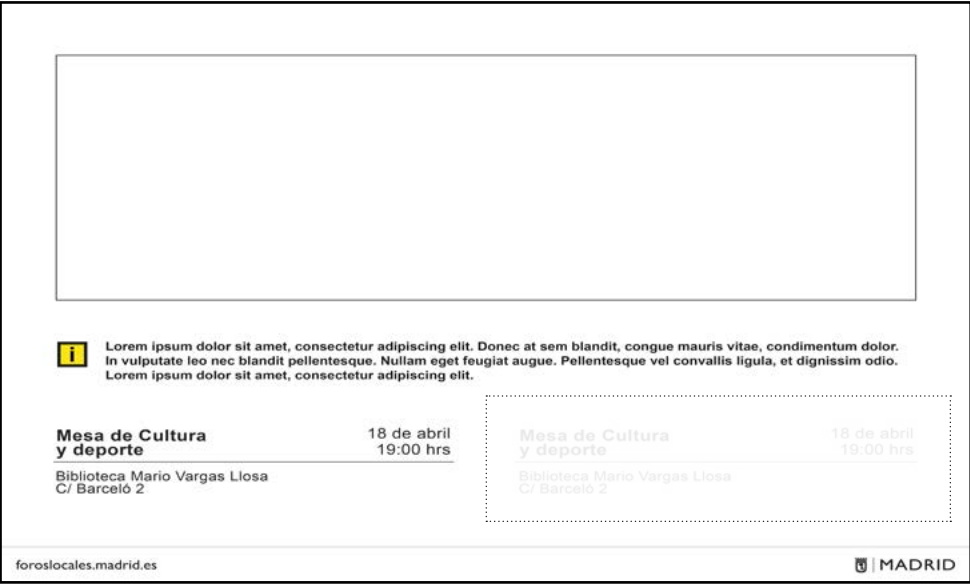 i
Lorem ipsum dolor sit amet, consectetur adipiscing elit. Donec at sem blandit, congue mauris vitae, condimentum dolor.
In vulputate leo nec blandit pellentesque. Nullam eget feugiat augue. Pellentesque vel convallis ligula, et dignissim odio.
Lorem ipsum dolor sit amet, consectetur adipiscing elit.
Mesa de Cultura
y deporte
18 de abril
19:00 hrs
Biblioteca Mario Vargas Llosa
C/ Barceló 2
Mesa de Cultura
y deporte
18 de abril
19:00 hrs
Biblioteca Mario Vargas Llosa
C/ Barceló 2
foroslocales.madrid.es
MADRID